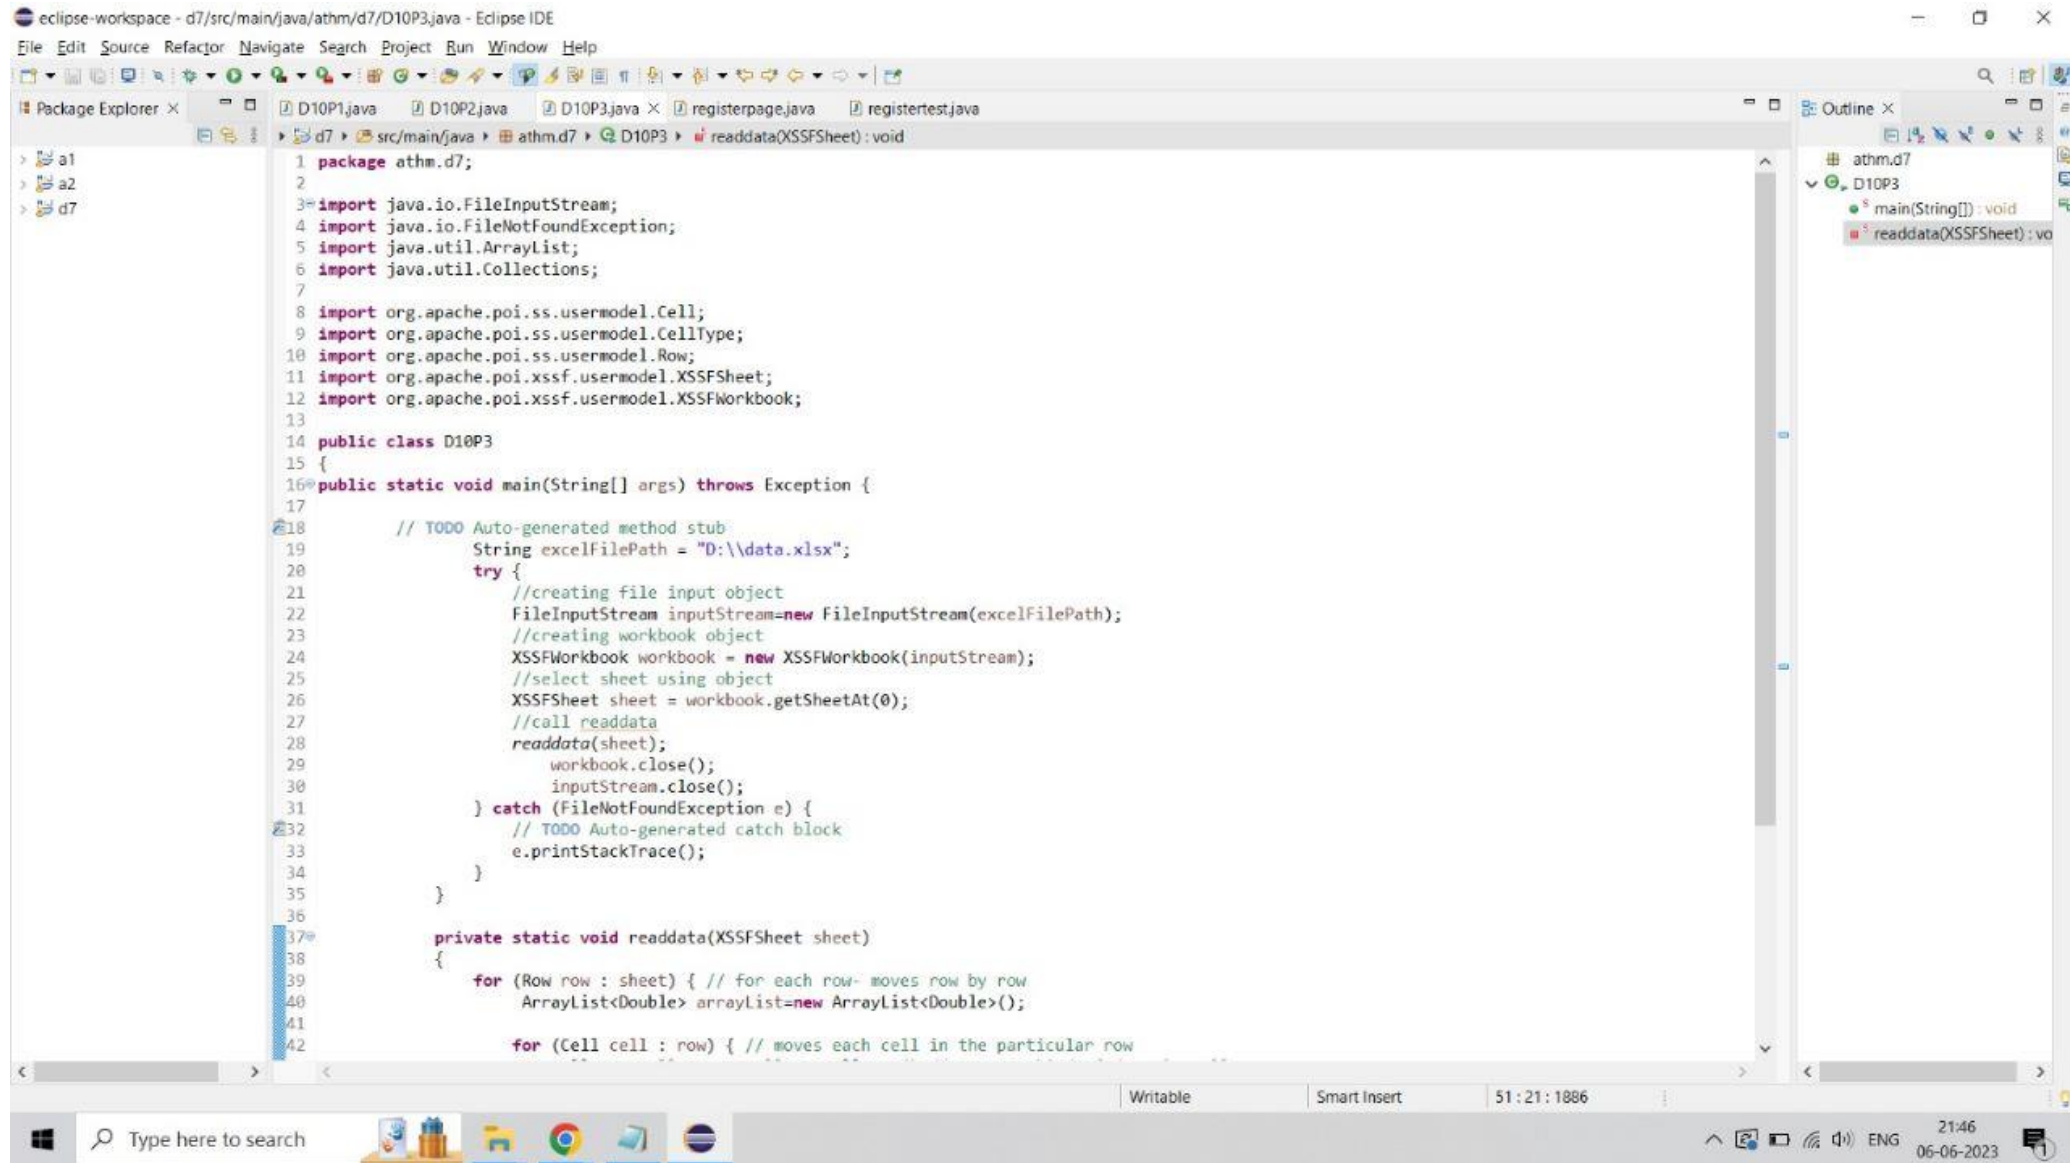 eclipse-workspace - d7/src/main/java/athm/d7/D10P3.java - Eclipse IDE
File Edit Source Refactor Navigate Search Project Run Window Help
Package Explorer
D10P1.java D10P2.java D10P3.java registerpage.java registertest.java
Outline
d7 src/main/java athm.d7 D10P3 readdata(XSSFSheet) : void
a1
a2
d7
1 package athm.d7;
2
3 import java.io.FileInputStream;
4 import java.io.FileNotFoundException;
5 import java.util.ArrayList;
6 import java.util.Collections;
7
8 import org.apache.poi.ss.usermodel.Cell;
9 import org.apache.poi.ss.usermodel.CellType;
10 import org.apache.poi.ss.usermodel.Row;
11 import org.apache.poi.xssf.usermodel.XSSFSheet;
12 import org.apache.poi.xssf.usermodel.XSSFWorkbook;
13
14 public class D10P3
15 {
16 public static void main(String[] args) throws Exception {
17
18 // TODO Auto-generated method stub
19 String excelFilePath = "D:\\data.xlsx";
20 try {
21 //creating file input object
22 FileInputStream inputStream=new FileInputStream(excelFilePath);
23 //creating workbook object
24 XSSFWorkbook workbook = new XSSFWorkbook(inputStream);
25 //select sheet using object
26 XSSFSheet sheet = workbook.getSheetAt(0);
27 //call readdata
28 readdata(sheet);
29 workbook.close();
30 inputStream.close();
31 } catch (FileNotFoundException e) {
32 // TODO Auto-generated catch block
33 e.printStackTrace();
34 }
35 }
36
37 private static void readdata(XSSFSheet sheet)
38 {
39 for (Row row : sheet) { // for each row- moves row by row
40 ArrayList<Double> arrayList=new ArrayList<Double>();
41
42 for (Cell cell : row) { // moves each cell in the particular row
athm.d7
D10P3
main(String[]) : void
readdata(XSSFSheet) : vo
Writable Smart Insert 51 : 21 : 1886
Type here to search
ENG
21:46
06-06-2023
1